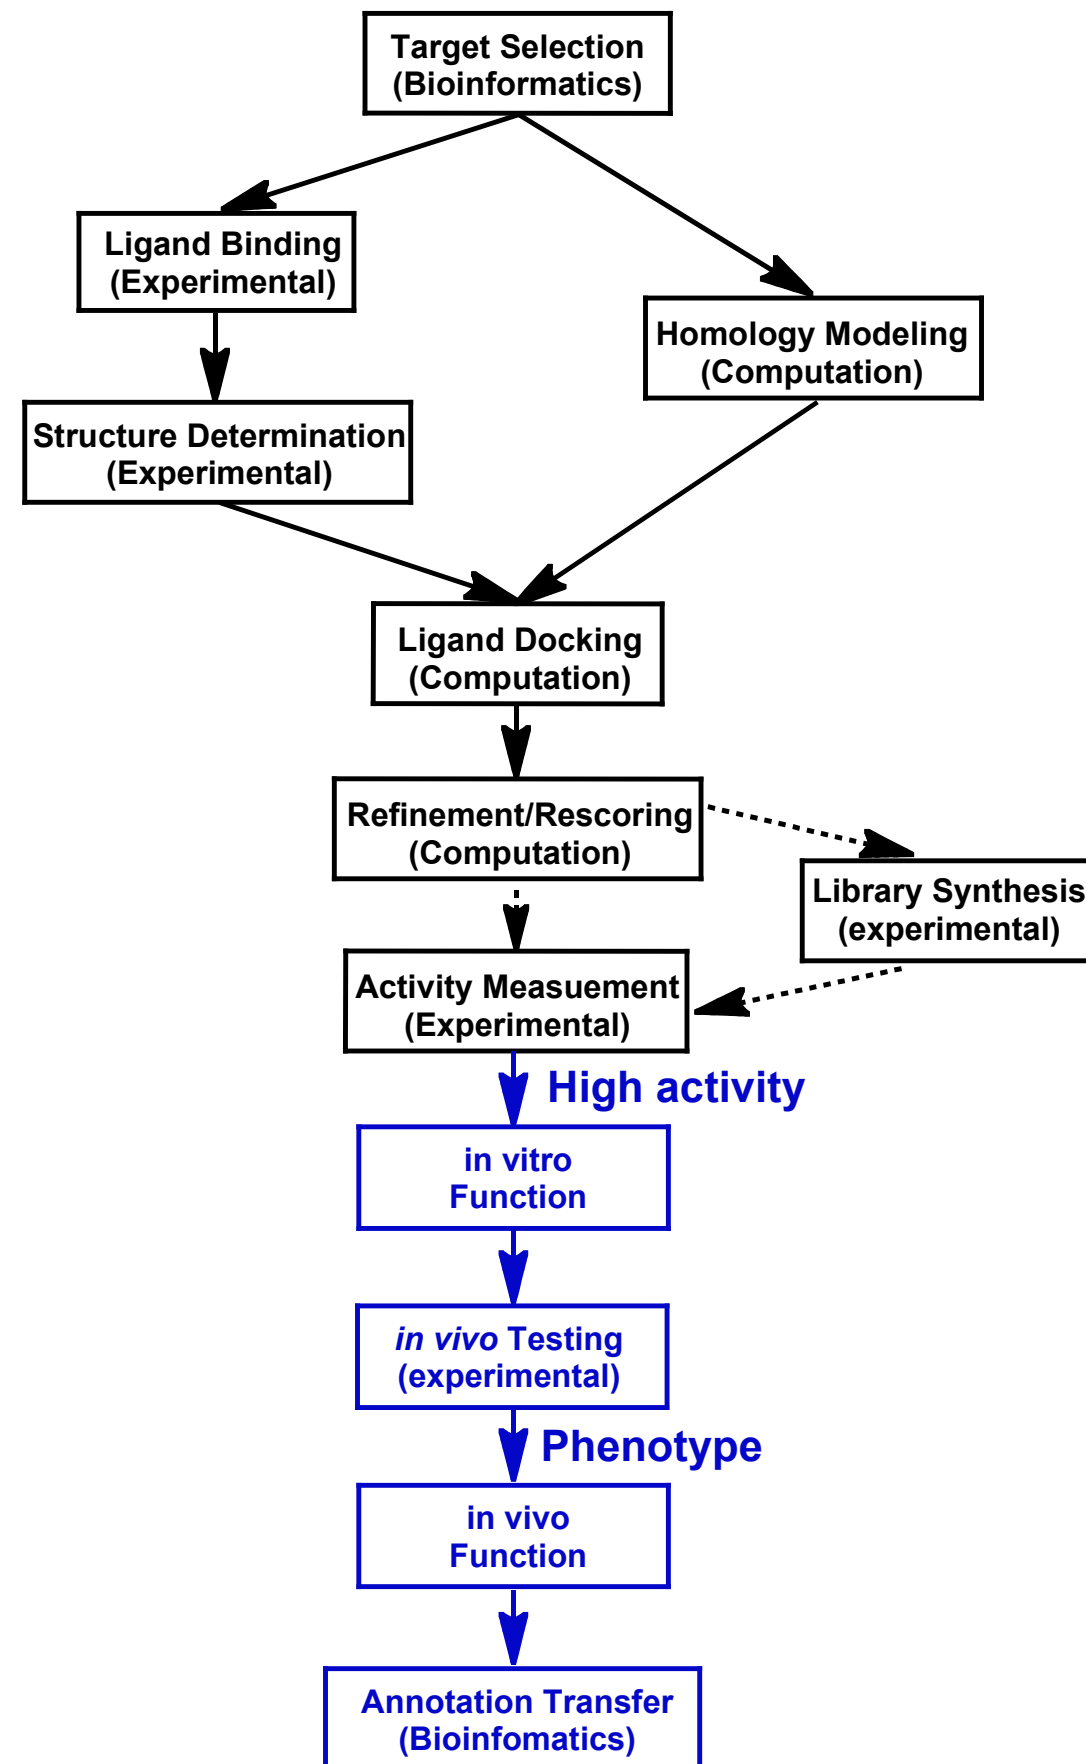 Target Selection
(Bioinformatics)
Ligand Binding
(Experimental)
Homology Modeling
(Computation)
Structure Determination
(Experimental)
Ligand Docking
(Computation)
Refinement/Rescoring
(Computation)
Library Synthesis
(experimental)
Activity Measuement
(Experimental)
High activity
in vitro
Function
in vivo Testing
(experimental)
Phenotype
in vivo
Function
Annotation Transfer
(Bioinfomatics)